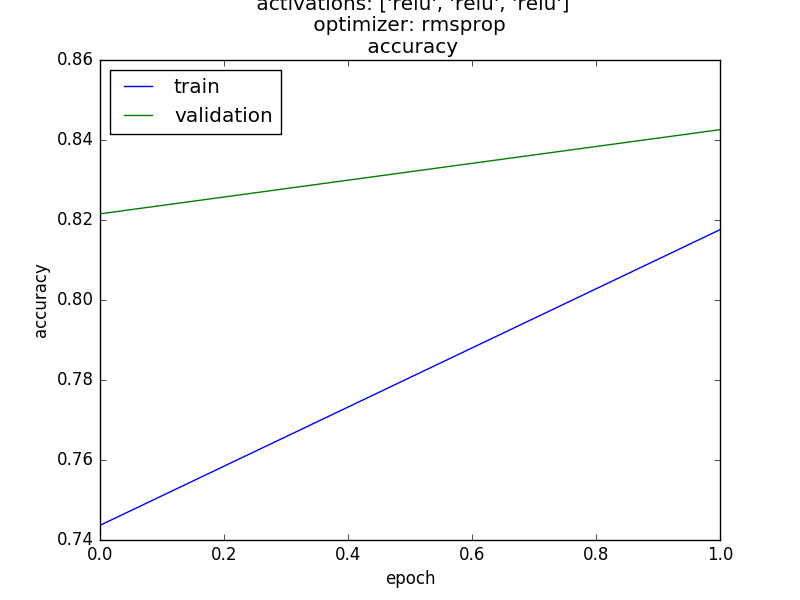 activations: ['relu', 'relu', 'relu']
optimizer: rmsprop
accuracy
0.86
train
validation
0.84
0.82
0.80
accuracy
0.78
0.76
0.74
0.0 0.2 0.4 0.6 0.8 1.0
epoch